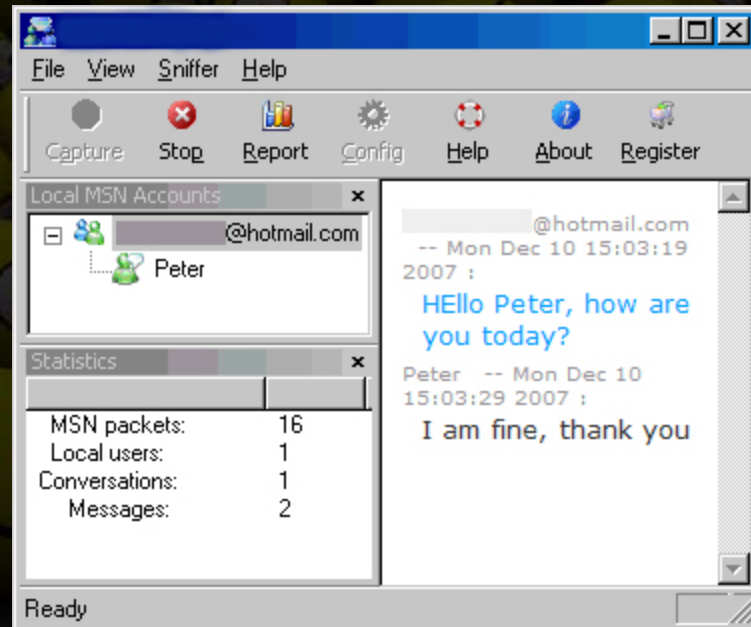 File View Sniffer Help
Capture Stop Report Config Help About Register
Local MSN Accounts
@hotmail.com
Peter
Statistics
MSN packets: 16
Local users: 1
Conversations: 1
Messages: 2
@hotmail.com
-- Mon Dec 10 15:03:19
2007 :
HEllo Peter, how are
you today?
Peter -- Mon Dec 10
15:03:29 2007 :
I am fine, thank you
Ready